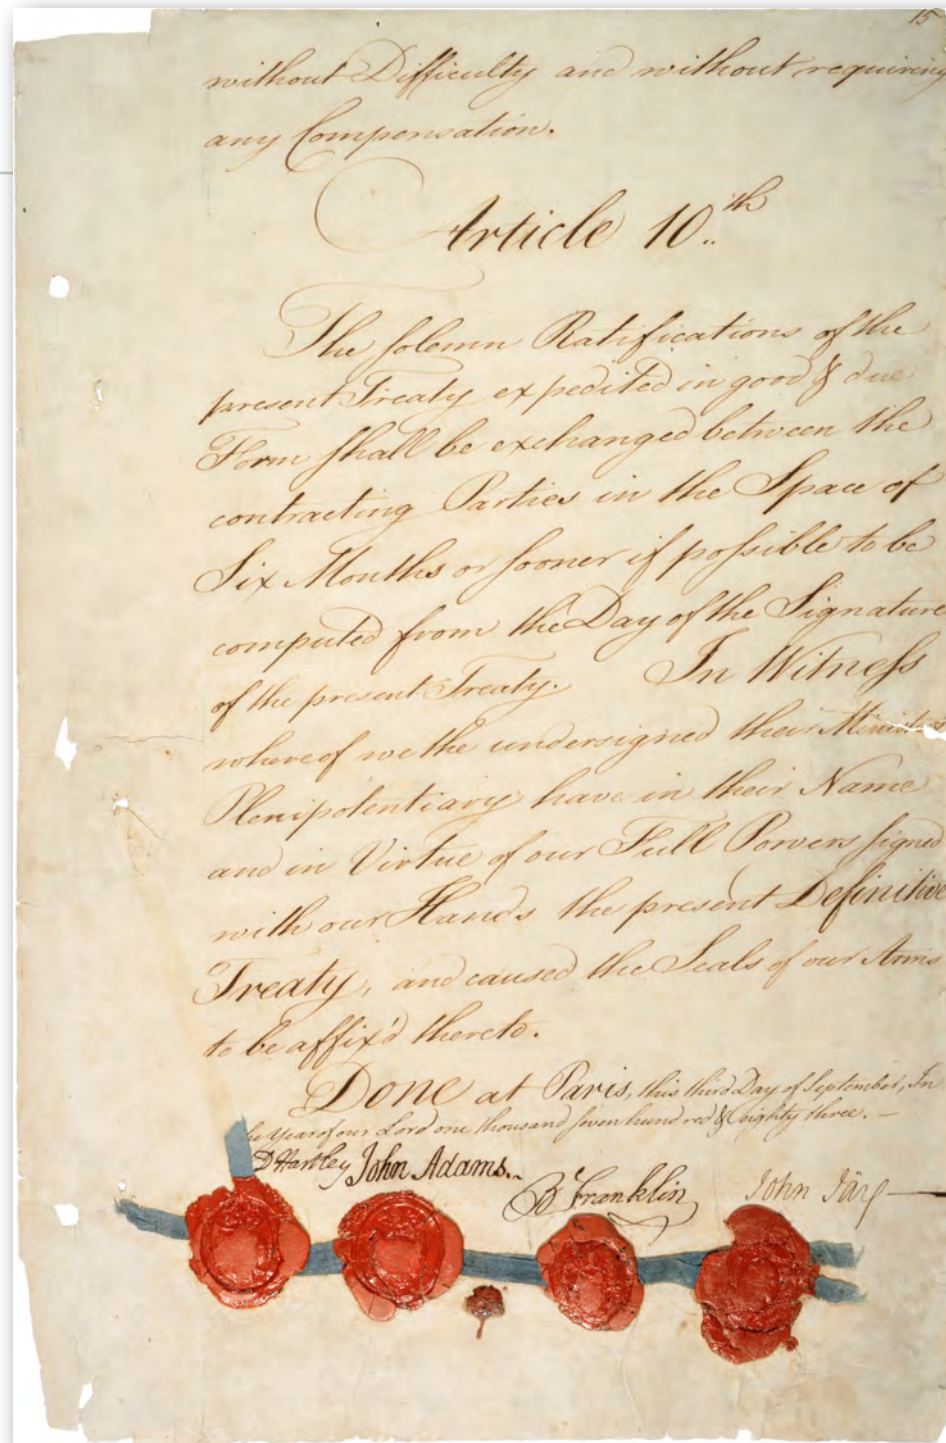 15
without Difficulty and without requiring
any Compensation.
Article 10.th
The solemn Ratifications of the
present Treaty expedited in good & due
Form shall be exchanged between the
contracting Parties in the Space of
Six Months or sooner if possible to be
computed from the Day of the Signature
of the present Treaty. In Witness
whereof we the undersigned their Ministers
Plenipotentiary have in their Name
and in Virtue of our Full Powers signed
with our Hands the present Definitive
Treaty, and caused the Seals of our Arms
to be affix'd thereto.
Done at Paris, this third Day of September, In
the Year of our Lord one thousand seven hundred & eighty three. —
D Hartley John Adams. B Franklin John Jay —